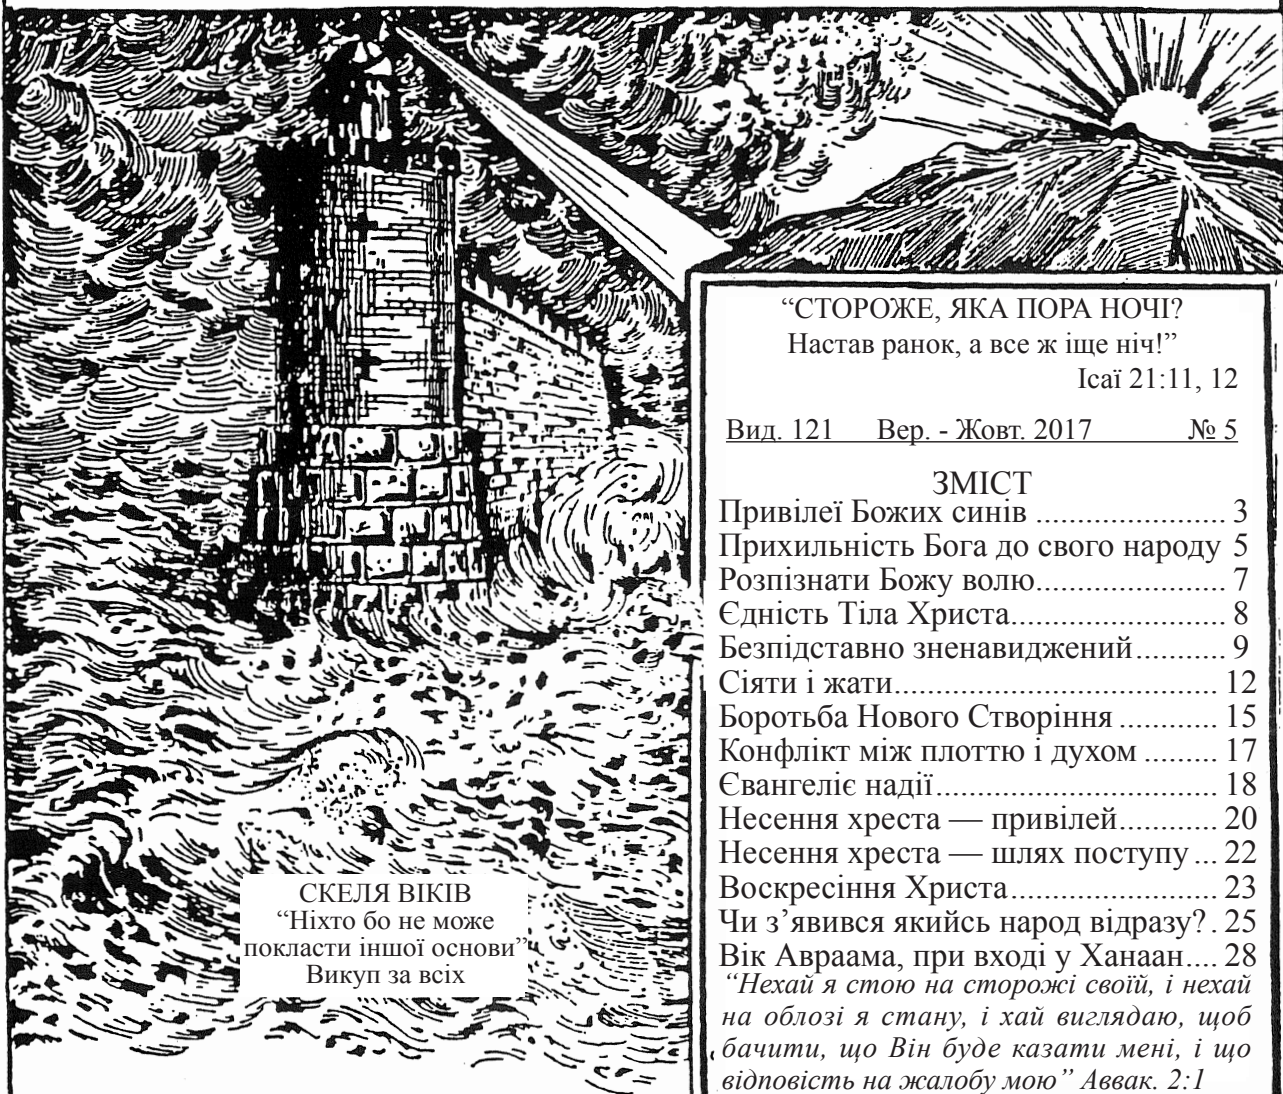 “СТОРОЖЕ, ЯКА ПОРА НОЧІ?
Настав ранок, а все ж іще ніч!”
Ісаї 21:11, 12
Вид. 121 Вер. - Жовт. 2017 № 5
ЗМІСТ
Привілеї Божих синів ........................ 3
Прихильність Бога до свого народу 5
Розпізнати Божу волю......................... 7
Єдність Тіла Христа............................ 8
Безпідставно зненавиджений........... 9
Сіяти і жати......................................... 12
Боротьба Нового Створіння ............. 15
Конфлікт між плоттю і духом .......... 17
Євангеліє надії.................................... 18
Несення хреста — привілей............. 20
Несення хреста — шлях поступу ... 22
Воскресіння Христа........................... 23
Чи з’явився якийсь народ відразу? . 25
Вік Авраама, при вході у Ханаан.... 28
“Нехай я стою на сторожі своїй, і нехай
на облозі я стану, і хай виглядаю, щоб
бачити, що Він буде казати мені, і що
відповість на жалобу мою” Аввак. 2:1
СКЕЛЯ ВІКІВ
“Ніхто бо не може
покласти іншої основи”
Викуп за всіх